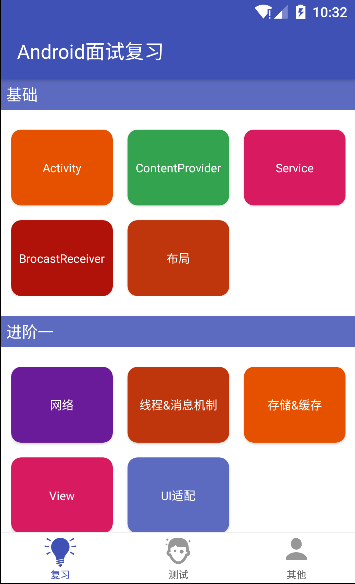 10:32
Android面试复习
基础
Activity
ContentProvider
Service
BrocastReceiver
布局
进阶一
网络
线程&消息机制
存储&缓存
View
UI适配
复习
测试
其他